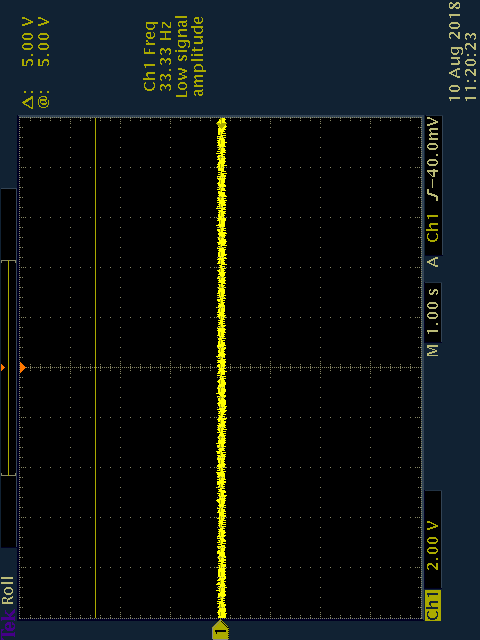 Tek Roll
Δ: 5.00 V
@: 5.00 V
Ch1 Freq
33.33 Hz
Low signal
amplitude
1
Ch1 2.00 V M 1.00 s A Ch1 -40.0mV
10 Aug 2018
11:20:23